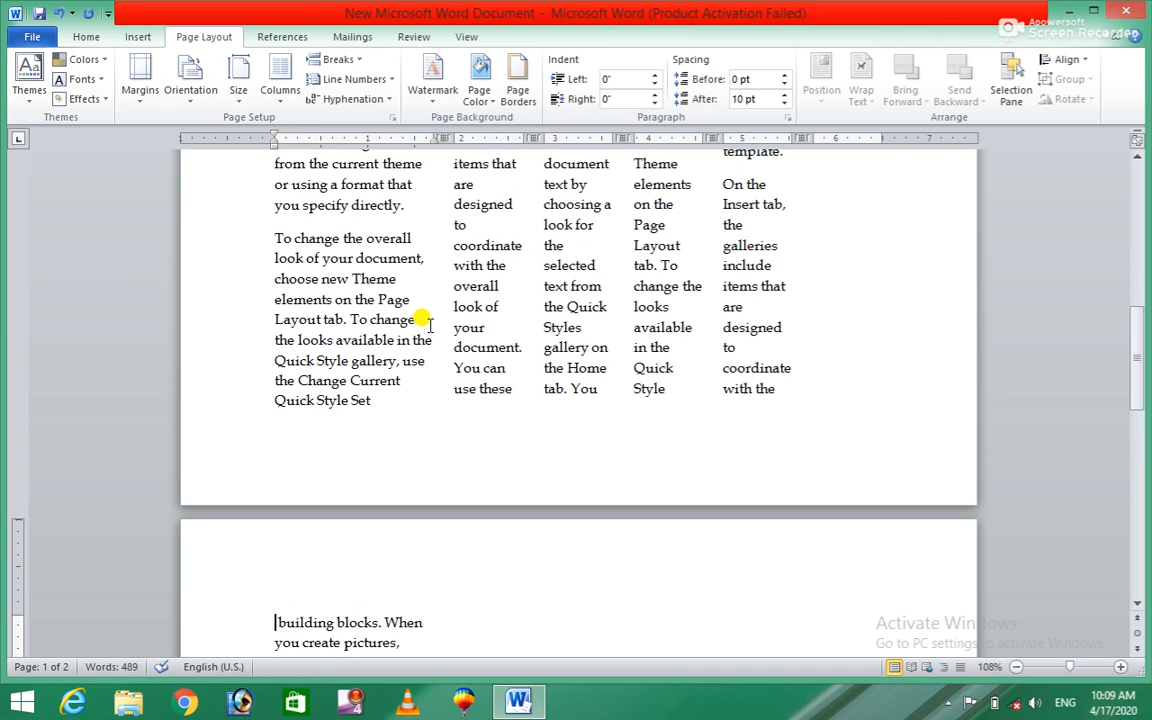 New Microsoft Word Document - Microsoft Word (Product Activation Failed)
Apowersoft
Screen Recorder
File
Home
Insert
Page Layout
References
Mailings
Review
View
Themes
Colors
Fonts
Effects
Themes
Margins
Orientation
Size
Columns
Breaks
Line Numbers
Hyphenation
Page Setup
Watermark
Page Color
Page Borders
Page Background
Indent
Left: 0"
Right: 0"
Spacing
Before: 0 pt
After: 10 pt
Paragraph
Position
Wrap Text
Bring Forward
Send Backward
Selection Pane
Align
Group
Rotate
Arrange
1 2 3 4 5 6 7
from the current theme
or using a format that
you specify directly.
To change the overall
look of your document,
choose new Theme
elements on the Page
Layout tab. To change
the looks available in the
Quick Style gallery, use
the Change Current
Quick Style Set
items that
are
designed
to
coordinate
with the
overall
look of
your
document.
You can
use these
document
text by
choosing a
look for
the
selected
text from
the Quick
Styles
gallery on
the Home
tab. You
Theme
elements
on the
Page
Layout
tab. To
change the
looks
available
in the
Quick
Style
template.
On the
Insert tab,
the
galleries
include
items that
are
designed
to
coordinate
with the
building blocks. When
you create pictures,
Activate Windows
Go to PC settings to activate Windows.
Page: 1 of 2
Words: 489
English (U.S.)
108%
ENG
10:09 AM
4/17/2020